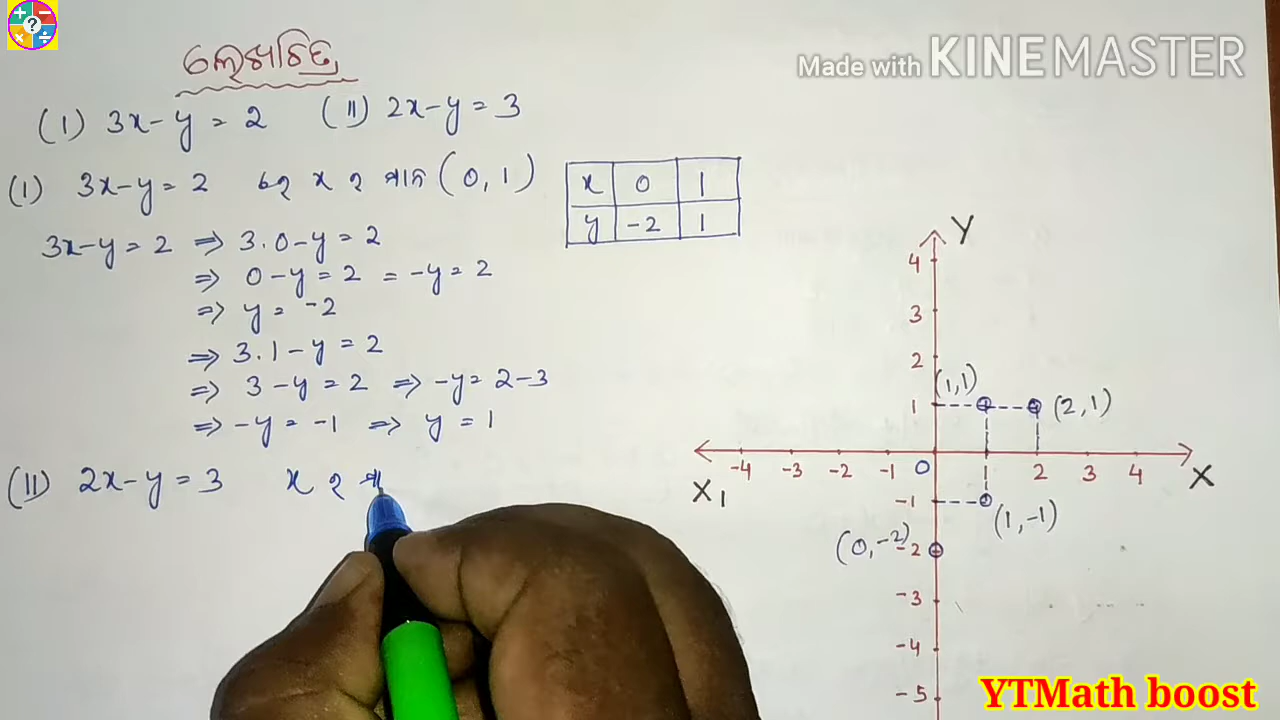 ଲେଖଚିତ୍ର
Made with KINEMASTER
(I) 3x-y = 2 (II) 2x-y = 3
(I) 3x-y = 2 ରେ x ର ମାନ (0, 1)
x 0 1
y -2 1
3x-y = 2 ⇒ 3.0-y = 2
⇒ 0-y = 2 = -y = 2
⇒ y = -2
⇒ 3.1-y = 2
⇒ 3-y = 2 ⇒ -y = 2-3
⇒ -y = -1 ⇒ y = 1
(II) 2x-y = 3 x ର ମା
Y
4
3
2
(1,1)
1 (2,1)
-4 -3 -2 -1 0 1 2 3 4
X1 X
-1 (1,-1)
(0,-2) -2
-3
-4
-5
YTMath boost